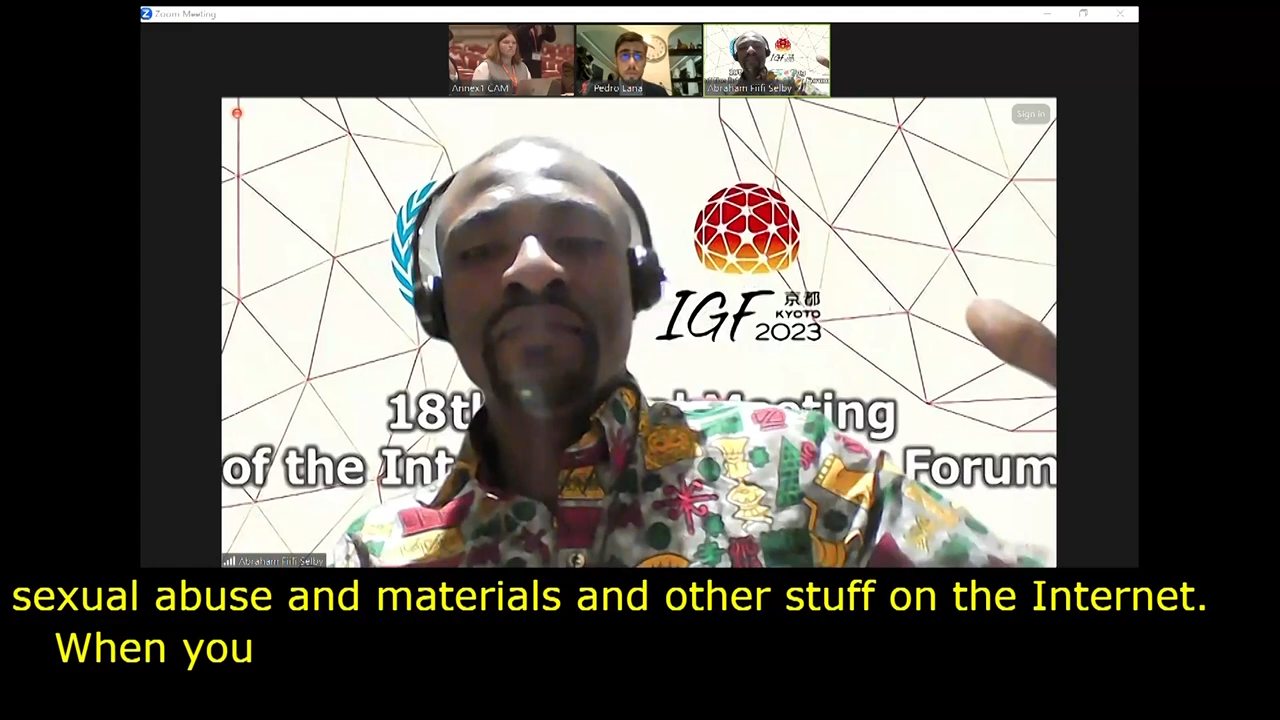 Zoom Meeting
Annex1 CAM
Pedro Lana
Abraham Fiifi Selby
Sign in
IGF 京都
KYOTO
2023
18th Meeting
of the Int Forum
Abraham Fiifi Selby
sexual abuse and materials and other stuff on the Internet.
When you